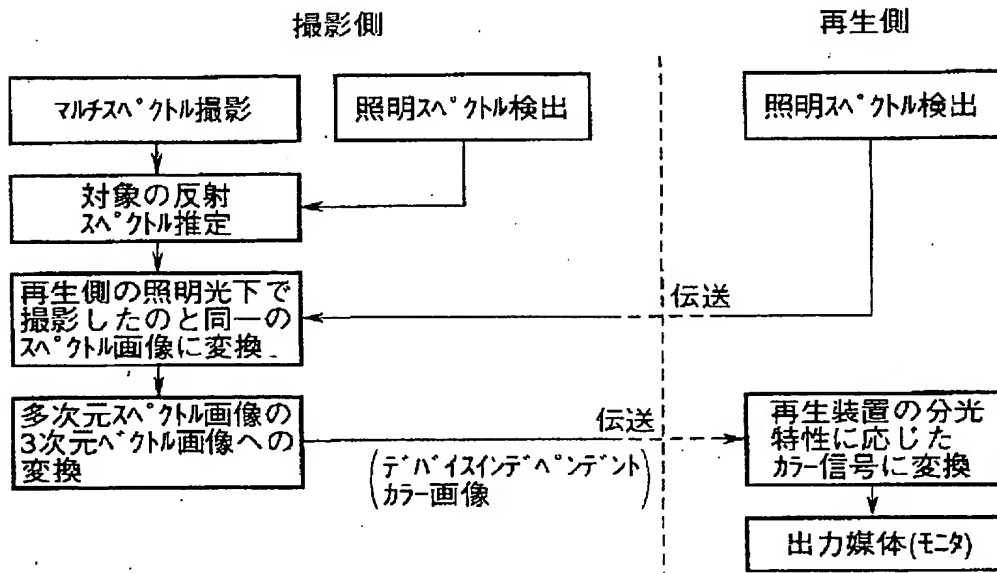 撮影側
再生側
マルチスペクトル撮影
照明スペクトル検出
照明スペクトル検出
対象の反射
スペクトル推定
再生側の照明光下で
撮影したのと同一の
スペクトル画像に変換
伝送
多次元スペクトル画像の
3次元ベクトル画像への
変換
伝送
(デバイスインデペンデント
カラー画像)
再生装置の分光
特性に応じた
カラー信号に変換
出力媒体(モニタ)